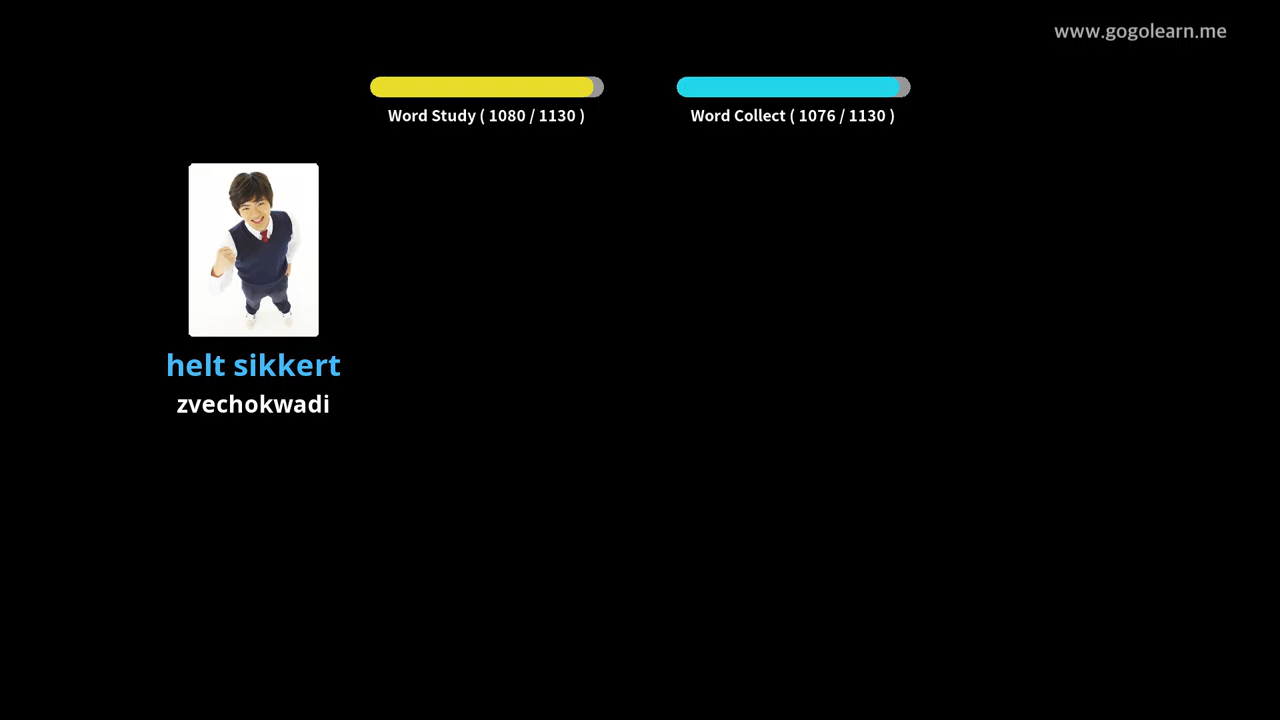 www.gogolearn.me
Word Study ( 1080 / 1130 )
Word Collect ( 1076 / 1130 )
helt sikkert
zvechokwadi